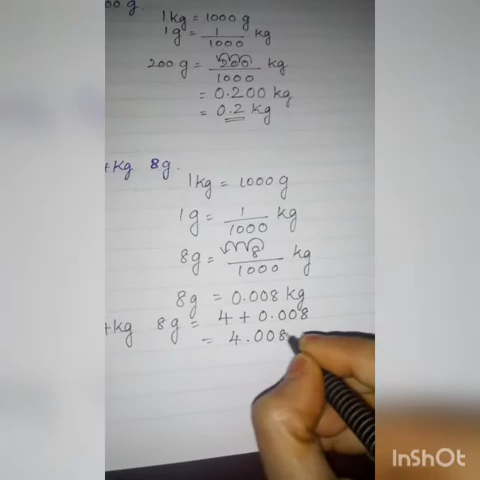 00 g.
1kg = 1000 g
1g = 1/1000 kg
200 g = 200/1000 kg
= 0.200 kg
= 0.2 kg
kg 8g.
1kg = 1000 g
1g = 1/1000 kg
8g = 8/1000 kg
8g = 0.008 kg
kg 8g = 4 + 0.008
= 4.008
InShOt